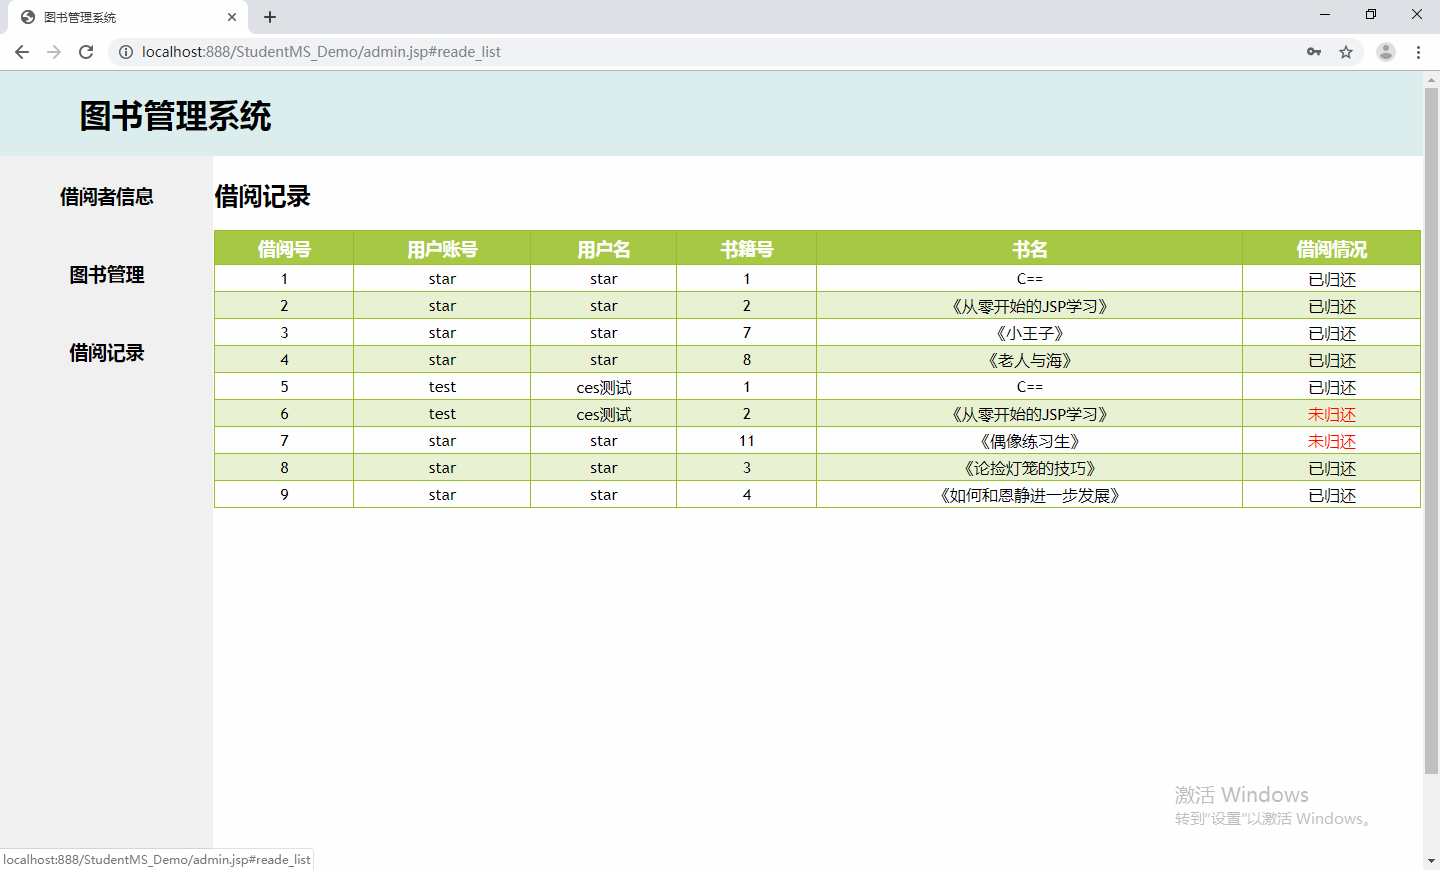 图书管理系统
localhost:888/StudentMS_Demo/admin.jsp#reade_list
图书管理系统
借阅者信息
图书管理
借阅记录
借阅记录
借阅号 用户账号 用户名 书籍号 书名 借阅情况
1 star star 1 C== 已归还
2 star star 2 《从零开始的JSP学习》 已归还
3 star star 7 《小王子》 已归还
4 star star 8 《老人与海》 已归还
5 test ces测试 1 C== 已归还
6 test ces测试 2 《从零开始的JSP学习》 未归还
7 star star 11 《偶像练习生》 未归还
8 star star 3 《论捡灯笼的技巧》 已归还
9 star star 4 《如何和恩静进一步发展》 已归还
激活 Windows
转到"设置"以激活 Windows。
localhost:888/StudentMS_Demo/admin.jsp#reade_list